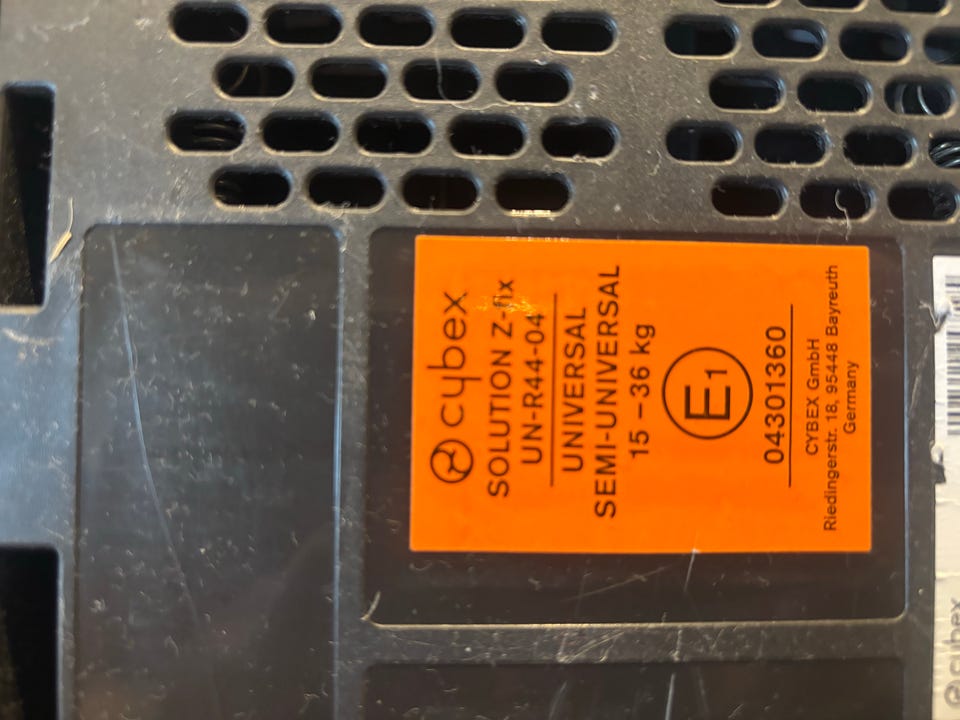 cybex
SOLUTION Z-fix
UN-R44-04
UNIVERSAL
SEMI-UNIVERSAL
15 – 36 kg
E1
04301360
CYBEX GmbH
Riedingerstr. 18, 95448 Bayreuth
Germany
cybex